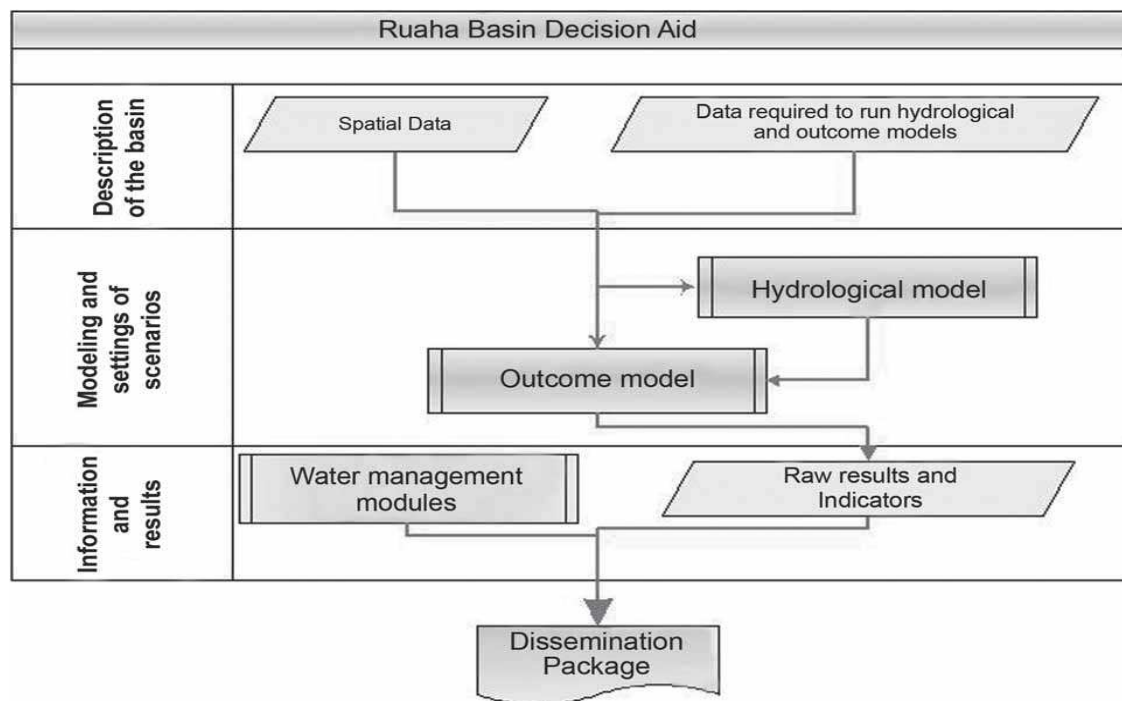 Ruaha Basin Decision Aid
Description
of the basin
Spatial Data
Data required to run hydrological
and outcome models
Modeling and
settings of
scenarios
Hydrological model
Outcome model
Information
and
results
Water management
modules
Raw results and
Indicators
Dissemination
Package